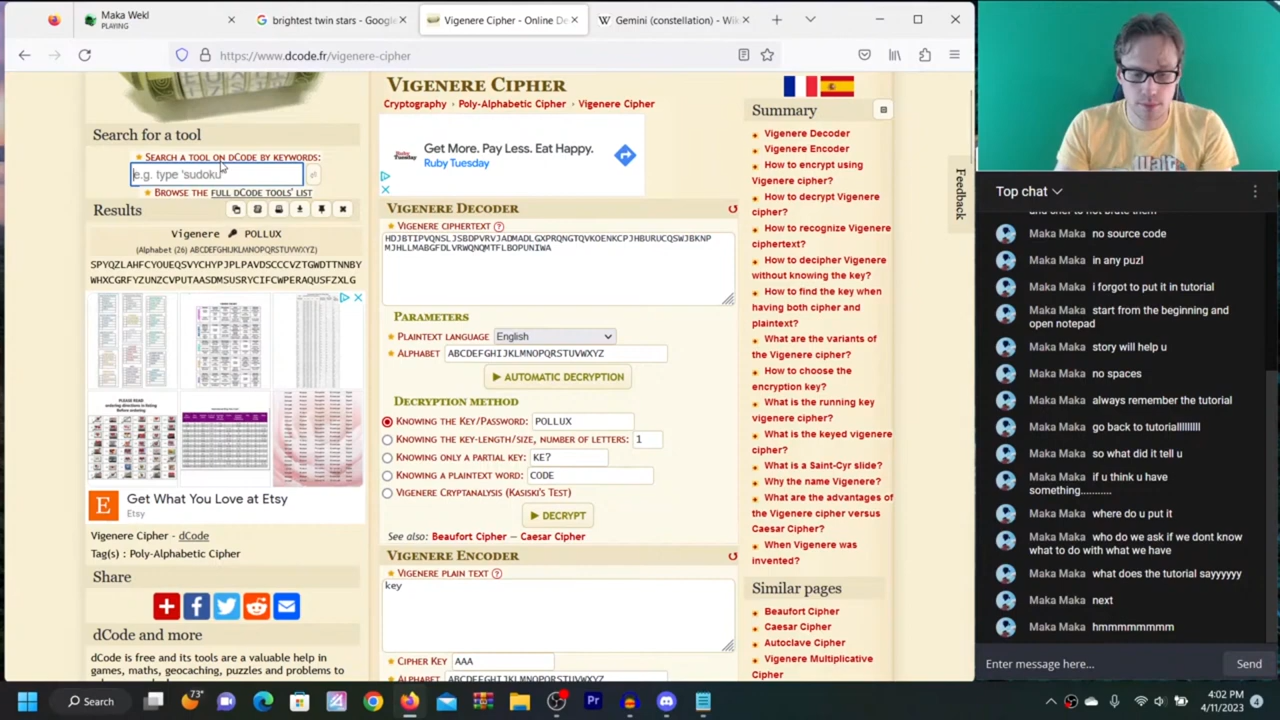 Maka Wekl
PLAYING
brightest twin stars - Google
Vigenere Cipher - Online De
Gemini (constellation) - Wik
https://www.dcode.fr/vigenere-cipher
Search for a tool
SEARCH A TOOL ON DCODE BY KEYWORDS:
e.g. type 'sudoku'
BROWSE THE FULL DCODE TOOLS' LIST
Results
Vigenere POLLUX
(Alphabet (26) ABCDEFGHIJKLMNOPQRSTUVWXYZ)
SPYQZLAHFCYOUEQSVYCHYPJPLPAVDSCCCVZTGWDTTNNBY
WHXCGRFYZUNZCVPUTAASDMSUSRYCIFCWPERAQUSFZXLG
PLEASE READ
Get What You Love at Etsy
Etsy
Vigenere Cipher - dCode
Tag(s) : Poly-Alphabetic Cipher
Share
dCode and more
dCode is free and its tools are a valuable help in
games, maths, geocaching, puzzles and problems to
VIGENERE CIPHER
Cryptography › Poly-Alphabetic Cipher › Vigenere Cipher
Ruby Tuesday
Get More. Pay Less. Eat Happy.
Ruby Tuesday
VIGENERE DECODER
VIGENERE CIPHERTEXT ?
HDJBTIPVQNSLJSBDPVRVJADMADLGXPRQNGTQVKOENKCPJHBURUCQSWJBKNP
MJHLLMABGFDLVRWQNQMTFLBOPUNIWA
PARAMETERS
PLAINTEXT LANGUAGE English
ALPHABET ABCDEFGHIJKLMNOPQRSTUVWXYZ
AUTOMATIC DECRYPTION
DECRYPTION METHOD
KNOWING THE KEY/PASSWORD: POLLUX
KNOWING THE KEY-LENGTH/SIZE, NUMBER OF LETTERS: 1
KNOWING ONLY A PARTIAL KEY: KE?
KNOWING A PLAINTEXT WORD: CODE
VIGENERE CRYPTANALYSIS (KASISKI'S TEST)
DECRYPT
See also: Beaufort Cipher — Caesar Cipher
VIGENERE ENCODER
VIGENERE PLAIN TEXT ?
key
CIPHER KEY AAA
ALPHABET ABCDEFGHIJKLMNOPQRSTUVWXYZ
Summary
Vigenere Decoder
Vigenere Encoder
How to encrypt using
Vigenere cipher?
How to decrypt Vigenere
cipher?
How to recognize Vigenere
ciphertext?
How to decipher Vigenere
without knowing the key?
How to find the key when
having both cipher and
plaintext?
What are the variants of
the Vigenere cipher?
How to choose the
encryption key?
What is the running key
vigenere cipher?
What is the keyed vigenere
cipher?
What is a Saint-Cyr slide?
Why the name Vigenere?
What are the advantages of
the Vigenere cipher versus
Caesar Cipher?
When Vigenere was
invented?
Similar pages
Beaufort Cipher
Caesar Cipher
Autoclave Cipher
Vigenere Multiplicative
Cipher
Feedback
Top chat
Maka Maka no source code
Maka Maka in any puzl
Maka Maka i forgot to put it in tutorial
Maka Maka start from the beginning and
open notepad
Maka Maka story will help u
Maka Maka no spaces
Maka Maka always remember the tutorial
Maka Maka go back to tutoriallllllllll
Maka Maka so what did it tell u
Maka Maka if u think u have
something...........
Maka Maka where do u put it
Maka Maka who do we ask if we dont know
what to do with what we have
Maka Maka what does the tutorial sayyyyyy
Maka Maka next
Maka Maka hmmmmmmmm
Enter message here...
Send
Search
73°
4:02 PM
4/11/2023
4